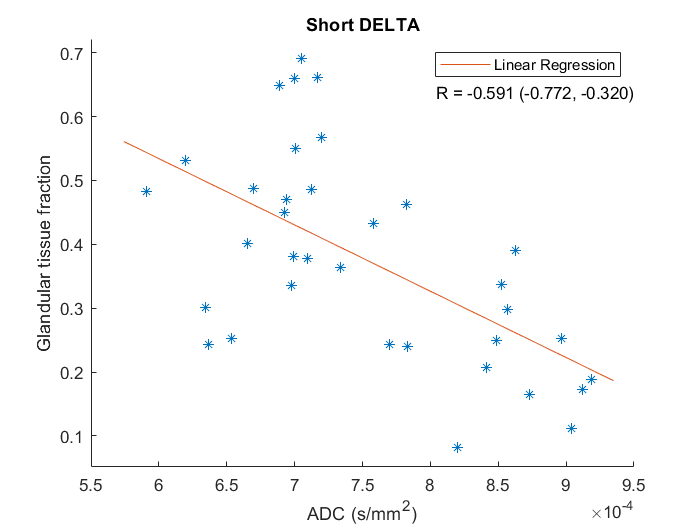 Short DELTA
Linear Regression
R = -0.591 (-0.772, -0.320)
Glandular tissue fraction
0.7
0.6
0.5
0.4
0.3
0.2
0.1
5.5 6 6.5 7 7.5 8 8.5 9 9.5
ADC (s/mm²)
×10⁻⁴